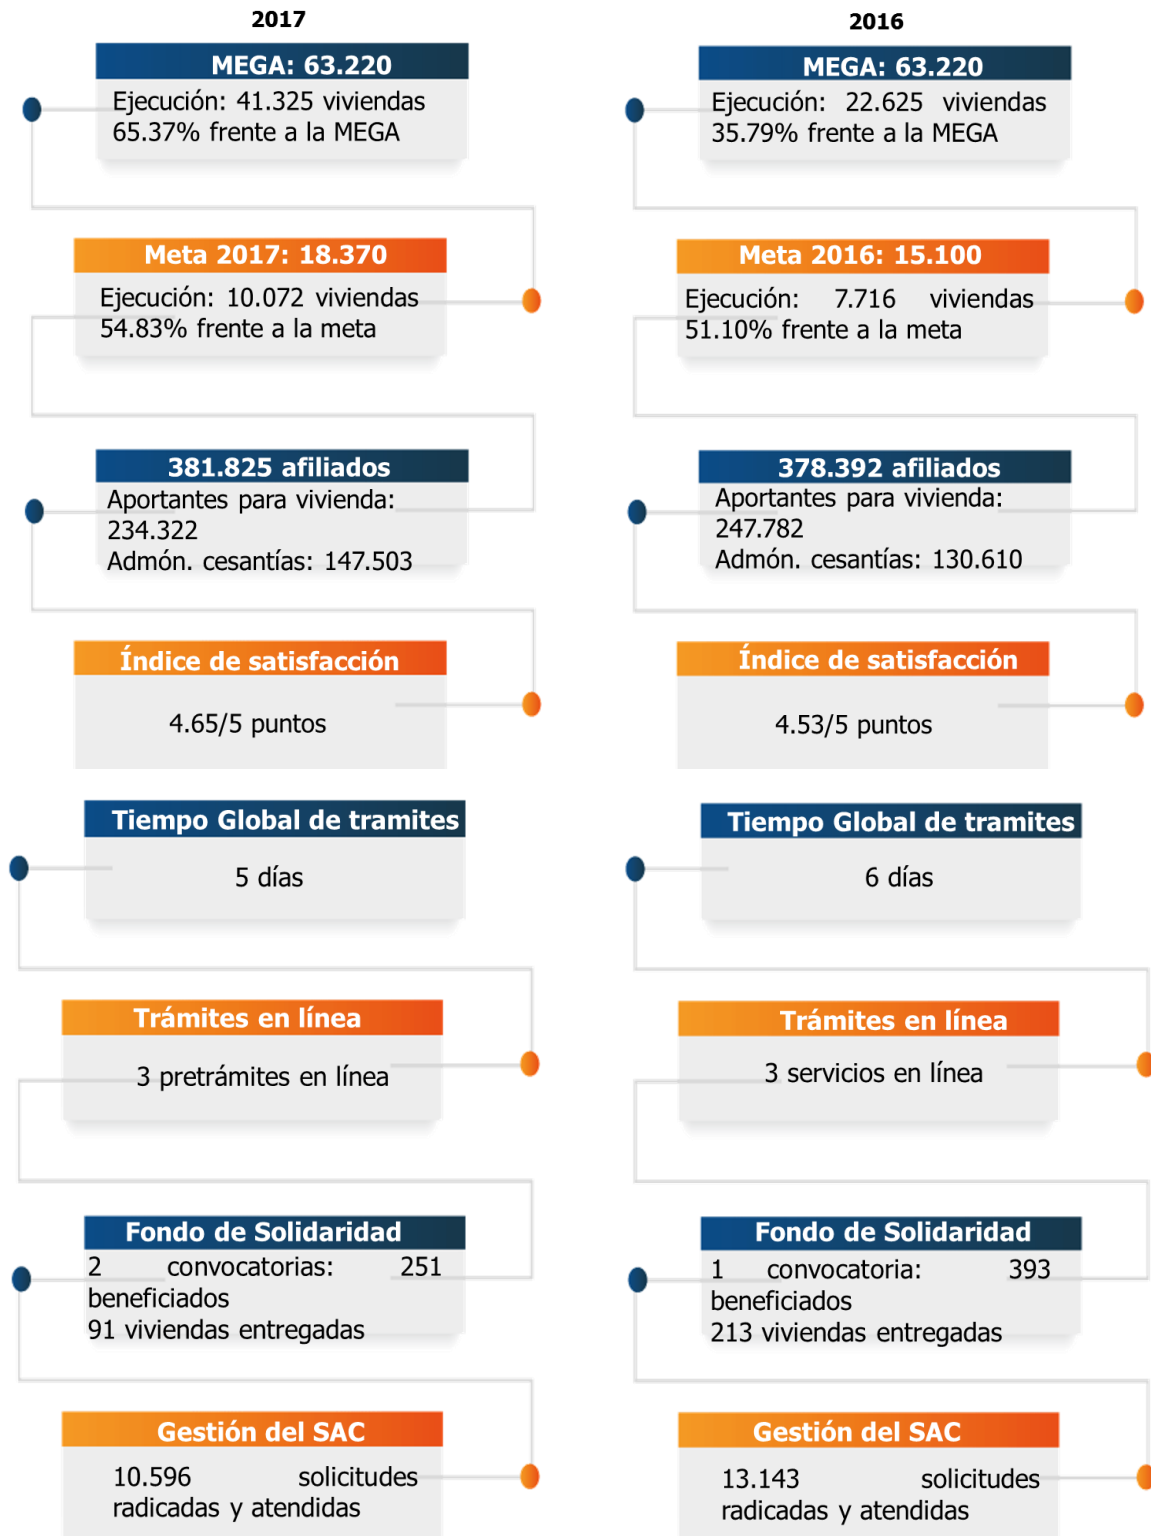 2017
MEGA: 63.220
Ejecución: 41.325 viviendas
65.37% frente a la MEGA
Meta 2017: 18.370
Ejecución: 10.072 viviendas
54.83% frente a la meta
381.825 afiliados
Aportantes para vivienda:
234.322
Admón. cesantías: 147.503
Índice de satisfacción
4.65/5 puntos
Tiempo Global de tramites
5 días
Trámites en línea
3 pretrámites en línea
Fondo de Solidaridad
2 convocatorias: 251
beneficiados
91 viviendas entregadas
Gestión del SAC
10.596 solicitudes
radicadas y atendidas
2016
MEGA: 63.220
Ejecución: 22.625 viviendas
35.79% frente a la MEGA
Meta 2016: 15.100
Ejecución: 7.716 viviendas
51.10% frente a la meta
378.392 afiliados
Aportantes para vivienda:
247.782
Admón. cesantías: 130.610
Índice de satisfacción
4.53/5 puntos
Tiempo Global de tramites
6 días
Trámites en línea
3 servicios en línea
Fondo de Solidaridad
1 convocatoria: 393
beneficiados
213 viviendas entregadas
Gestión del SAC
13.143 solicitudes
radicadas y atendidas